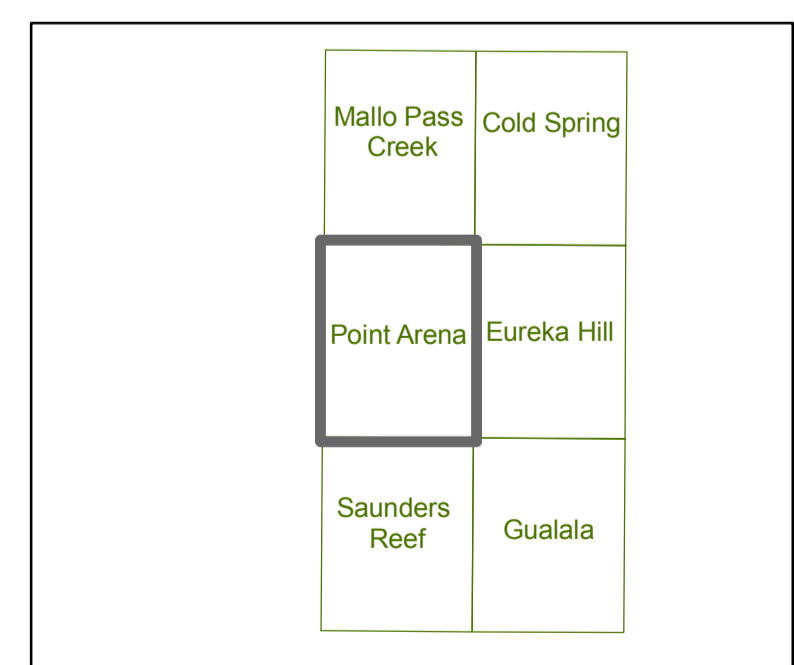 Mallo Pass
Creek
Cold Spring
Point Arena
Eureka Hill
Saunders
Reef
Gualala